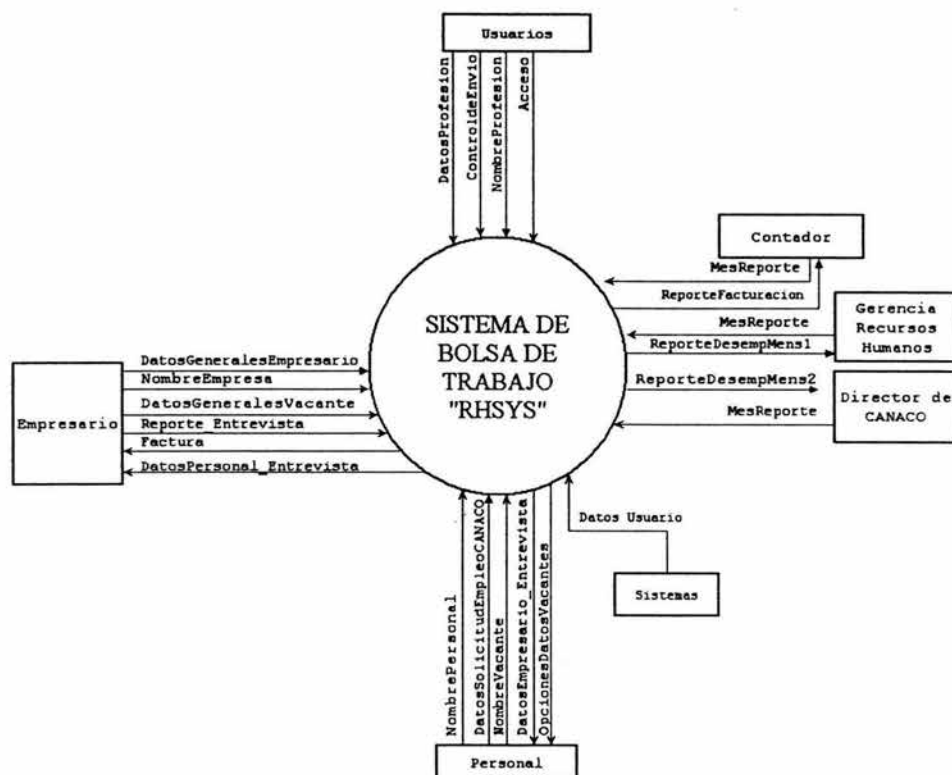 Usuarios
DatosProfesion
ControldeEnvio
NombreProfesion
Acceso
Contador
MesReporte
ReporteFacturacion
Gerencia
Recursos
Humanos
MesReporte
ReporteDesempMens1
SISTEMA DE
BOLSA DE
TRABAJO
"RHSYS"
ReporteDesempMens2
Director de
CANACO
MesReporte
DatosGeneralesEmpresario
NombreEmpresa
DatosGeneralesVacante
Empresario
Reporte_Entrevista
Factura
DatosPersonal_Entrevista
Datos Usuario
Sistemas
NombrePersonal
DatosSolicitudEmpleoCANACO
NombreVacante
DatosEmpresario_Entrevista
OpcionesDatosVacantes
Personal